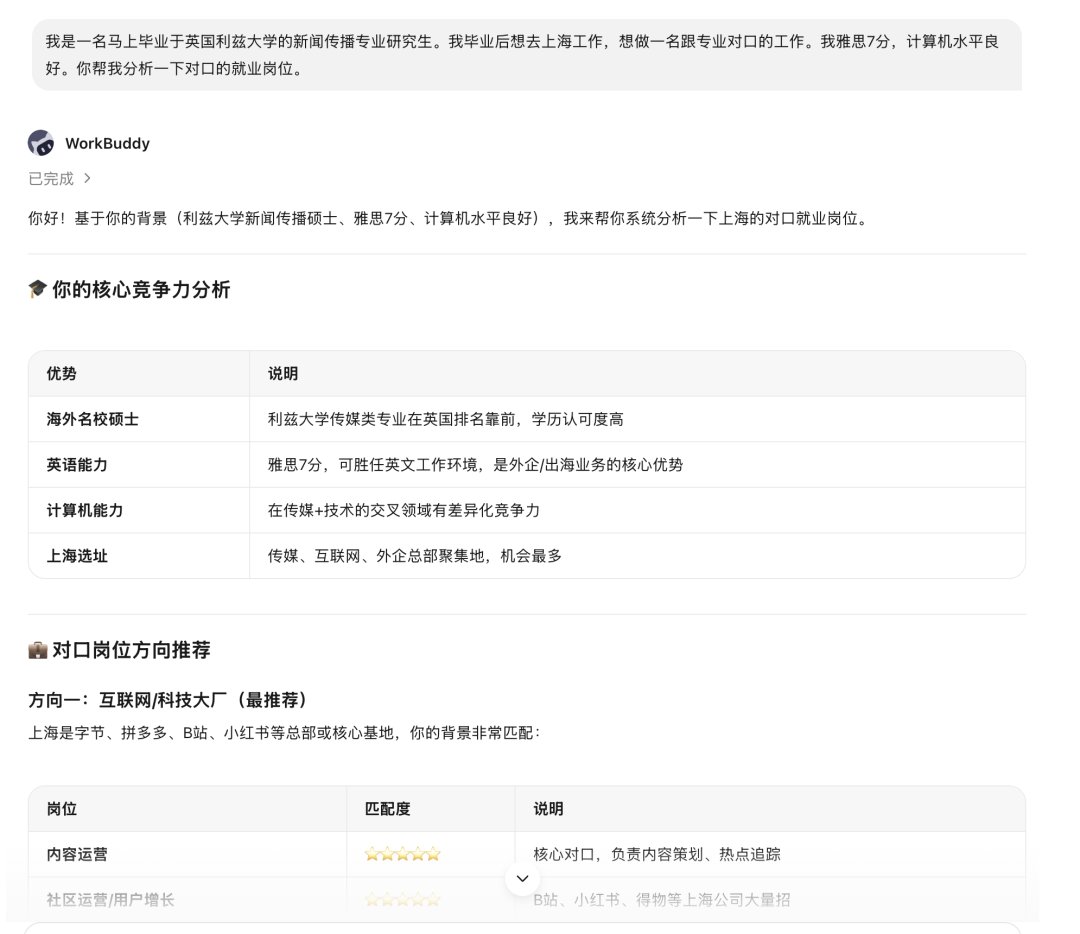 我是一名马上毕业于英国利兹大学的新闻传播专业研究生。我毕业后想去上海工作，想做一名跟专业对口的工作。我雅思7分，计算机水平良
好。你帮我分析一下对口的就业岗位。
WorkBuddy
已完成
你好！基于你的背景（利兹大学新闻传播硕士、雅思7分、计算机水平良好），我来帮你系统分析一下上海的对口就业岗位。
你的核心竞争力分析
优势 说明
海外名校硕士 利兹大学传媒类专业在英国排名靠前，学历认可度高
英语能力 雅思7分，可胜任英文工作环境，是外企/出海业务的核心优势
计算机能力 在传媒+技术的交叉领域有差异化竞争力
上海选址 传媒、互联网、外企总部聚集地，机会最多
对口岗位方向推荐
方向一：互联网/科技大厂（最推荐）
上海是字节、拼多多、B站、小红书等总部或核心基地，你的背景非常匹配：
岗位 匹配度 说明
内容运营 ⭐⭐⭐⭐⭐ 核心对口，负责内容策划、热点追踪
社区运营/用户增长 ⭐⭐⭐⭐⭐ B站、小红书、得物等上海公司大量招